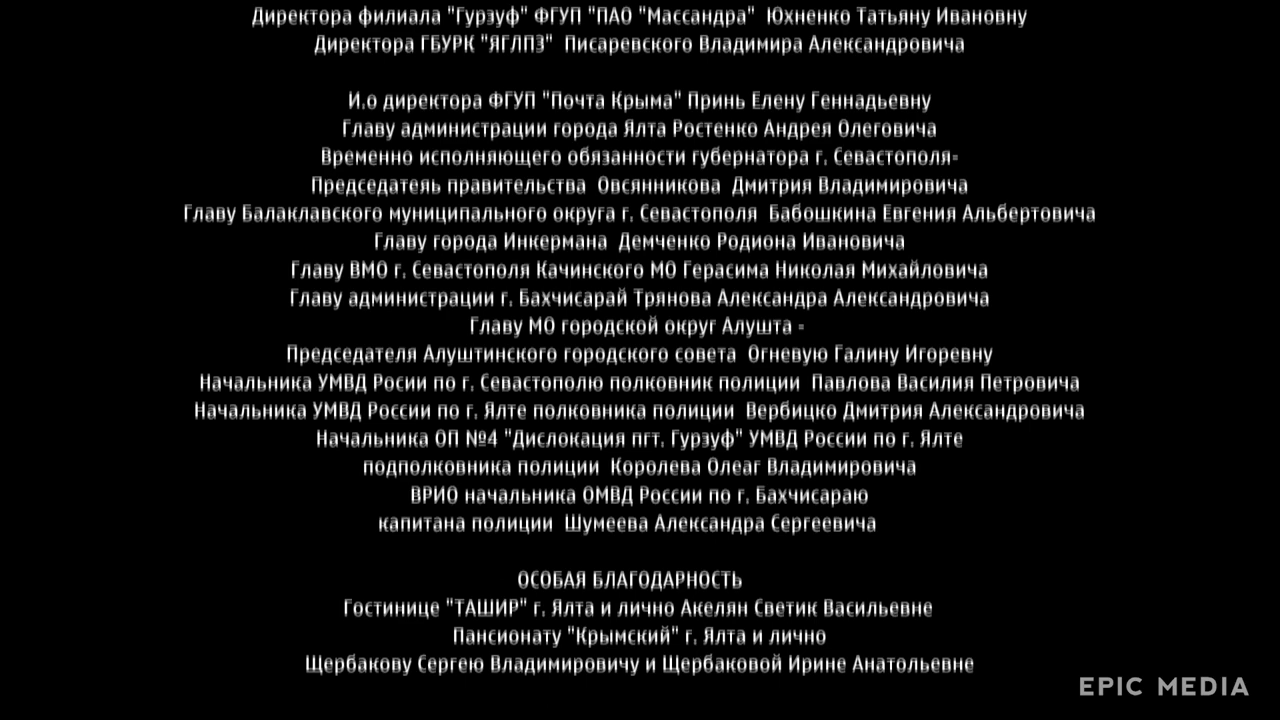 Директора филиала "Гурзуф" ФГУП "ПАО "Массандра" Юхненко Татьяну Ивановну
Директора ГБУРК "ЯГЛПЗ" Писаревского Владимира Александровича
И.о директора ФГУП "Почта Крыма" Принь Елену Геннадьевну
Главу администрации города Ялта Ростенко Андрея Олеговича
Временно исполняющего обязанности губернатора г. Севастополя-
Председатеяь правительства Овсянникова Дмитрия Владимировича
Главу Балаклавского муниципального округа г. Севастополя Бабошкина Евгения Альбертовича
Главу города Инкермана Демченко Родиона Ивановича
Главу ВМО г. Севастополя Качинского МО Герасима Николая Михайловича
Главу администрации г. Бахчисарай Трянова Александра Александровича
Главу МО городской округ Алушта -
Председателя Алуштинского городского совета Огневую Галину Игоревну
Начальника УМВД Росии по г. Севастополю полковник полиции Павлова Василия Петровича
Начальника УМВД России по г. Ялте полковника полиции Вербицко Дмитрия Александровича
Начальника ОП №4 "Дислокация пгт. Гурзуф" УМВД России по г. Ялте
подполковника полиции Королева Олеаг Владимировича
ВРИО начальника ОМВД России по г. Бахчисараю
капитана полиции Шумеева Александра Сергеевича
ОСОБАЯ БЛАГОДАРНОСТЬ
Гостинице "ТАШИР" г. Ялта и лично Акелян Светик Васильевне
Пансионату "Крымский" г. Ялта и лично
Щербакову Сергею Владимировичу и Щербаковой Ирине Анатольевне
EPIC MEDIA